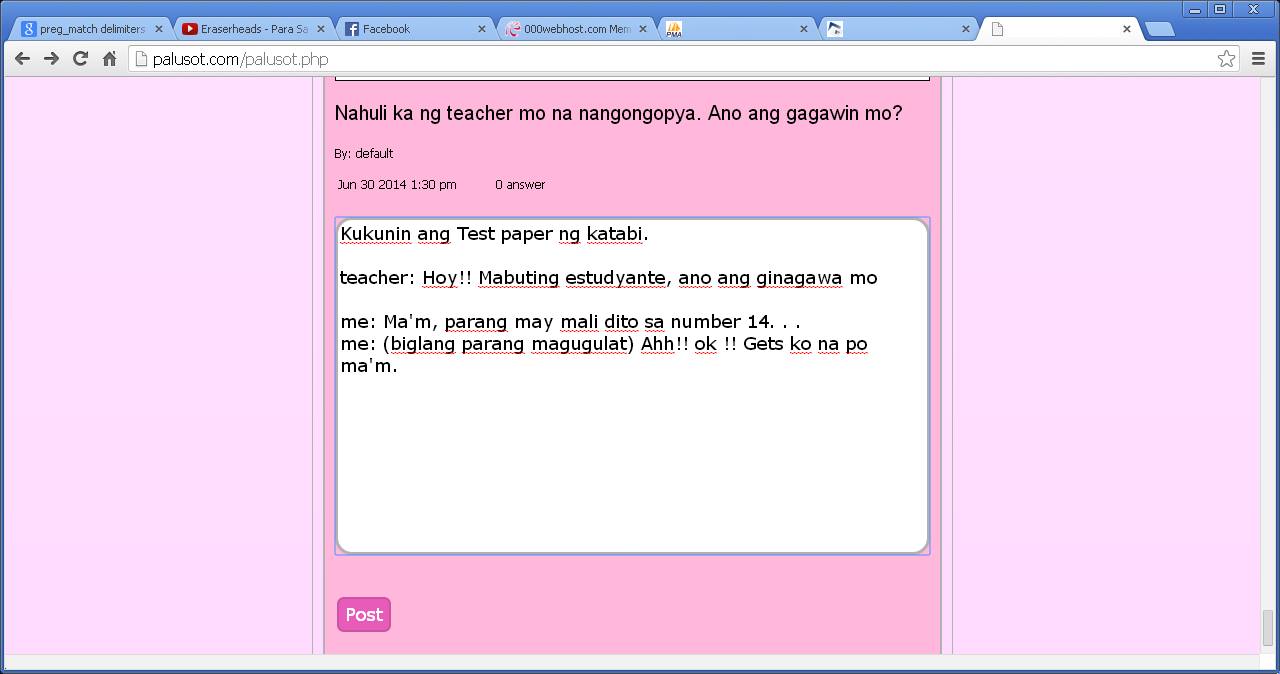 preg_match delimiters
Eraserheads - Para Sa
Facebook
000webhost.com Mem
PMA
palusot.com/palusot.php
Nahuli ka ng teacher mo na nangongopya. Ano ang gagawin mo?
By: default
Jun 30 2014 1:30 pm 0 answer
Kukunin ang Test paper ng katabi.
teacher: Hoy!! Mabuting estudyante, ano ang ginagawa mo
me: Ma'm, parang may mali dito sa number 14. . .
me: (biglang parang magugulat) Ahh!! ok !! Gets ko na po
ma'm.
Post